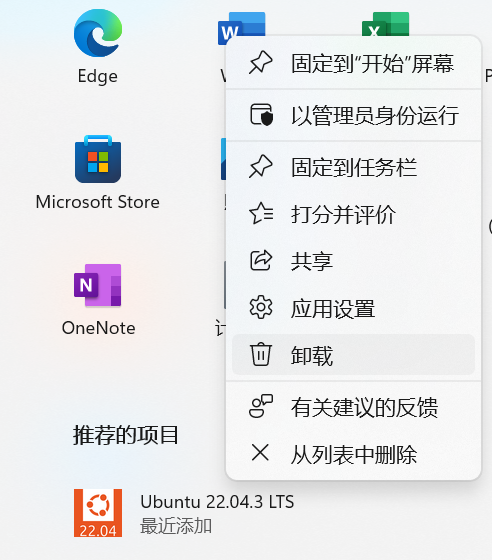 Edge
W
X
固定到“开始”屏幕
以管理员身份运行
Microsoft Store
固定到任务栏
打分并评价
共享
N
OneNote
应用设置
卸载
有关建议的反馈
推荐的项目
从列表中删除
Ubuntu 22.04.3 LTS
22.04
最近添加